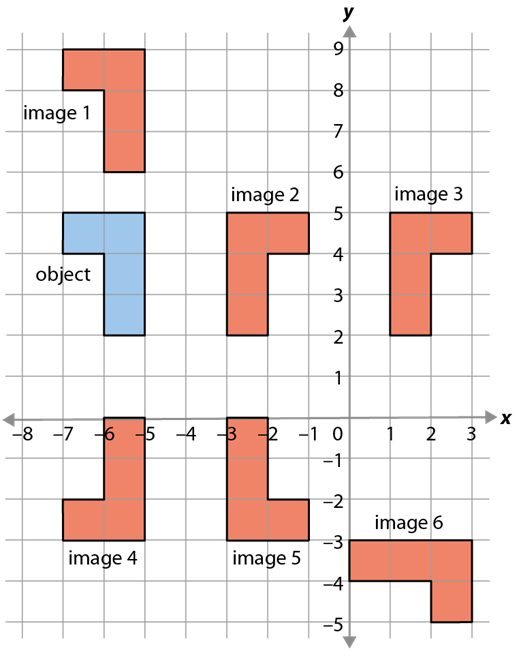 y
9
8
image 1
7
6
image 2
image 3
5
4
object
3
2
1
x
–8 –7 –6 –5 –4 –3 –2 –1 0 1 2 3
–1
–2
image 6
–3
image 4
image 5
–4
–5